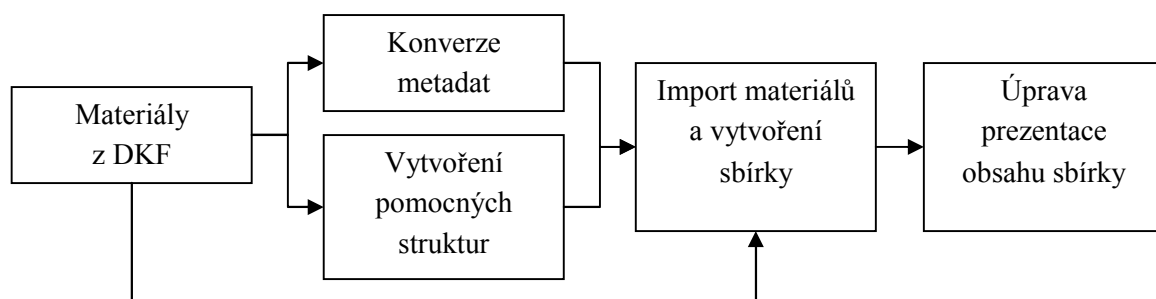 Materiály
z DKF
Konverze
metadat
Vytvoření
pomocných
struktur
Import materiálů
a vytvoření
sbírky
Úprava
prezentace
obsahu sbírky